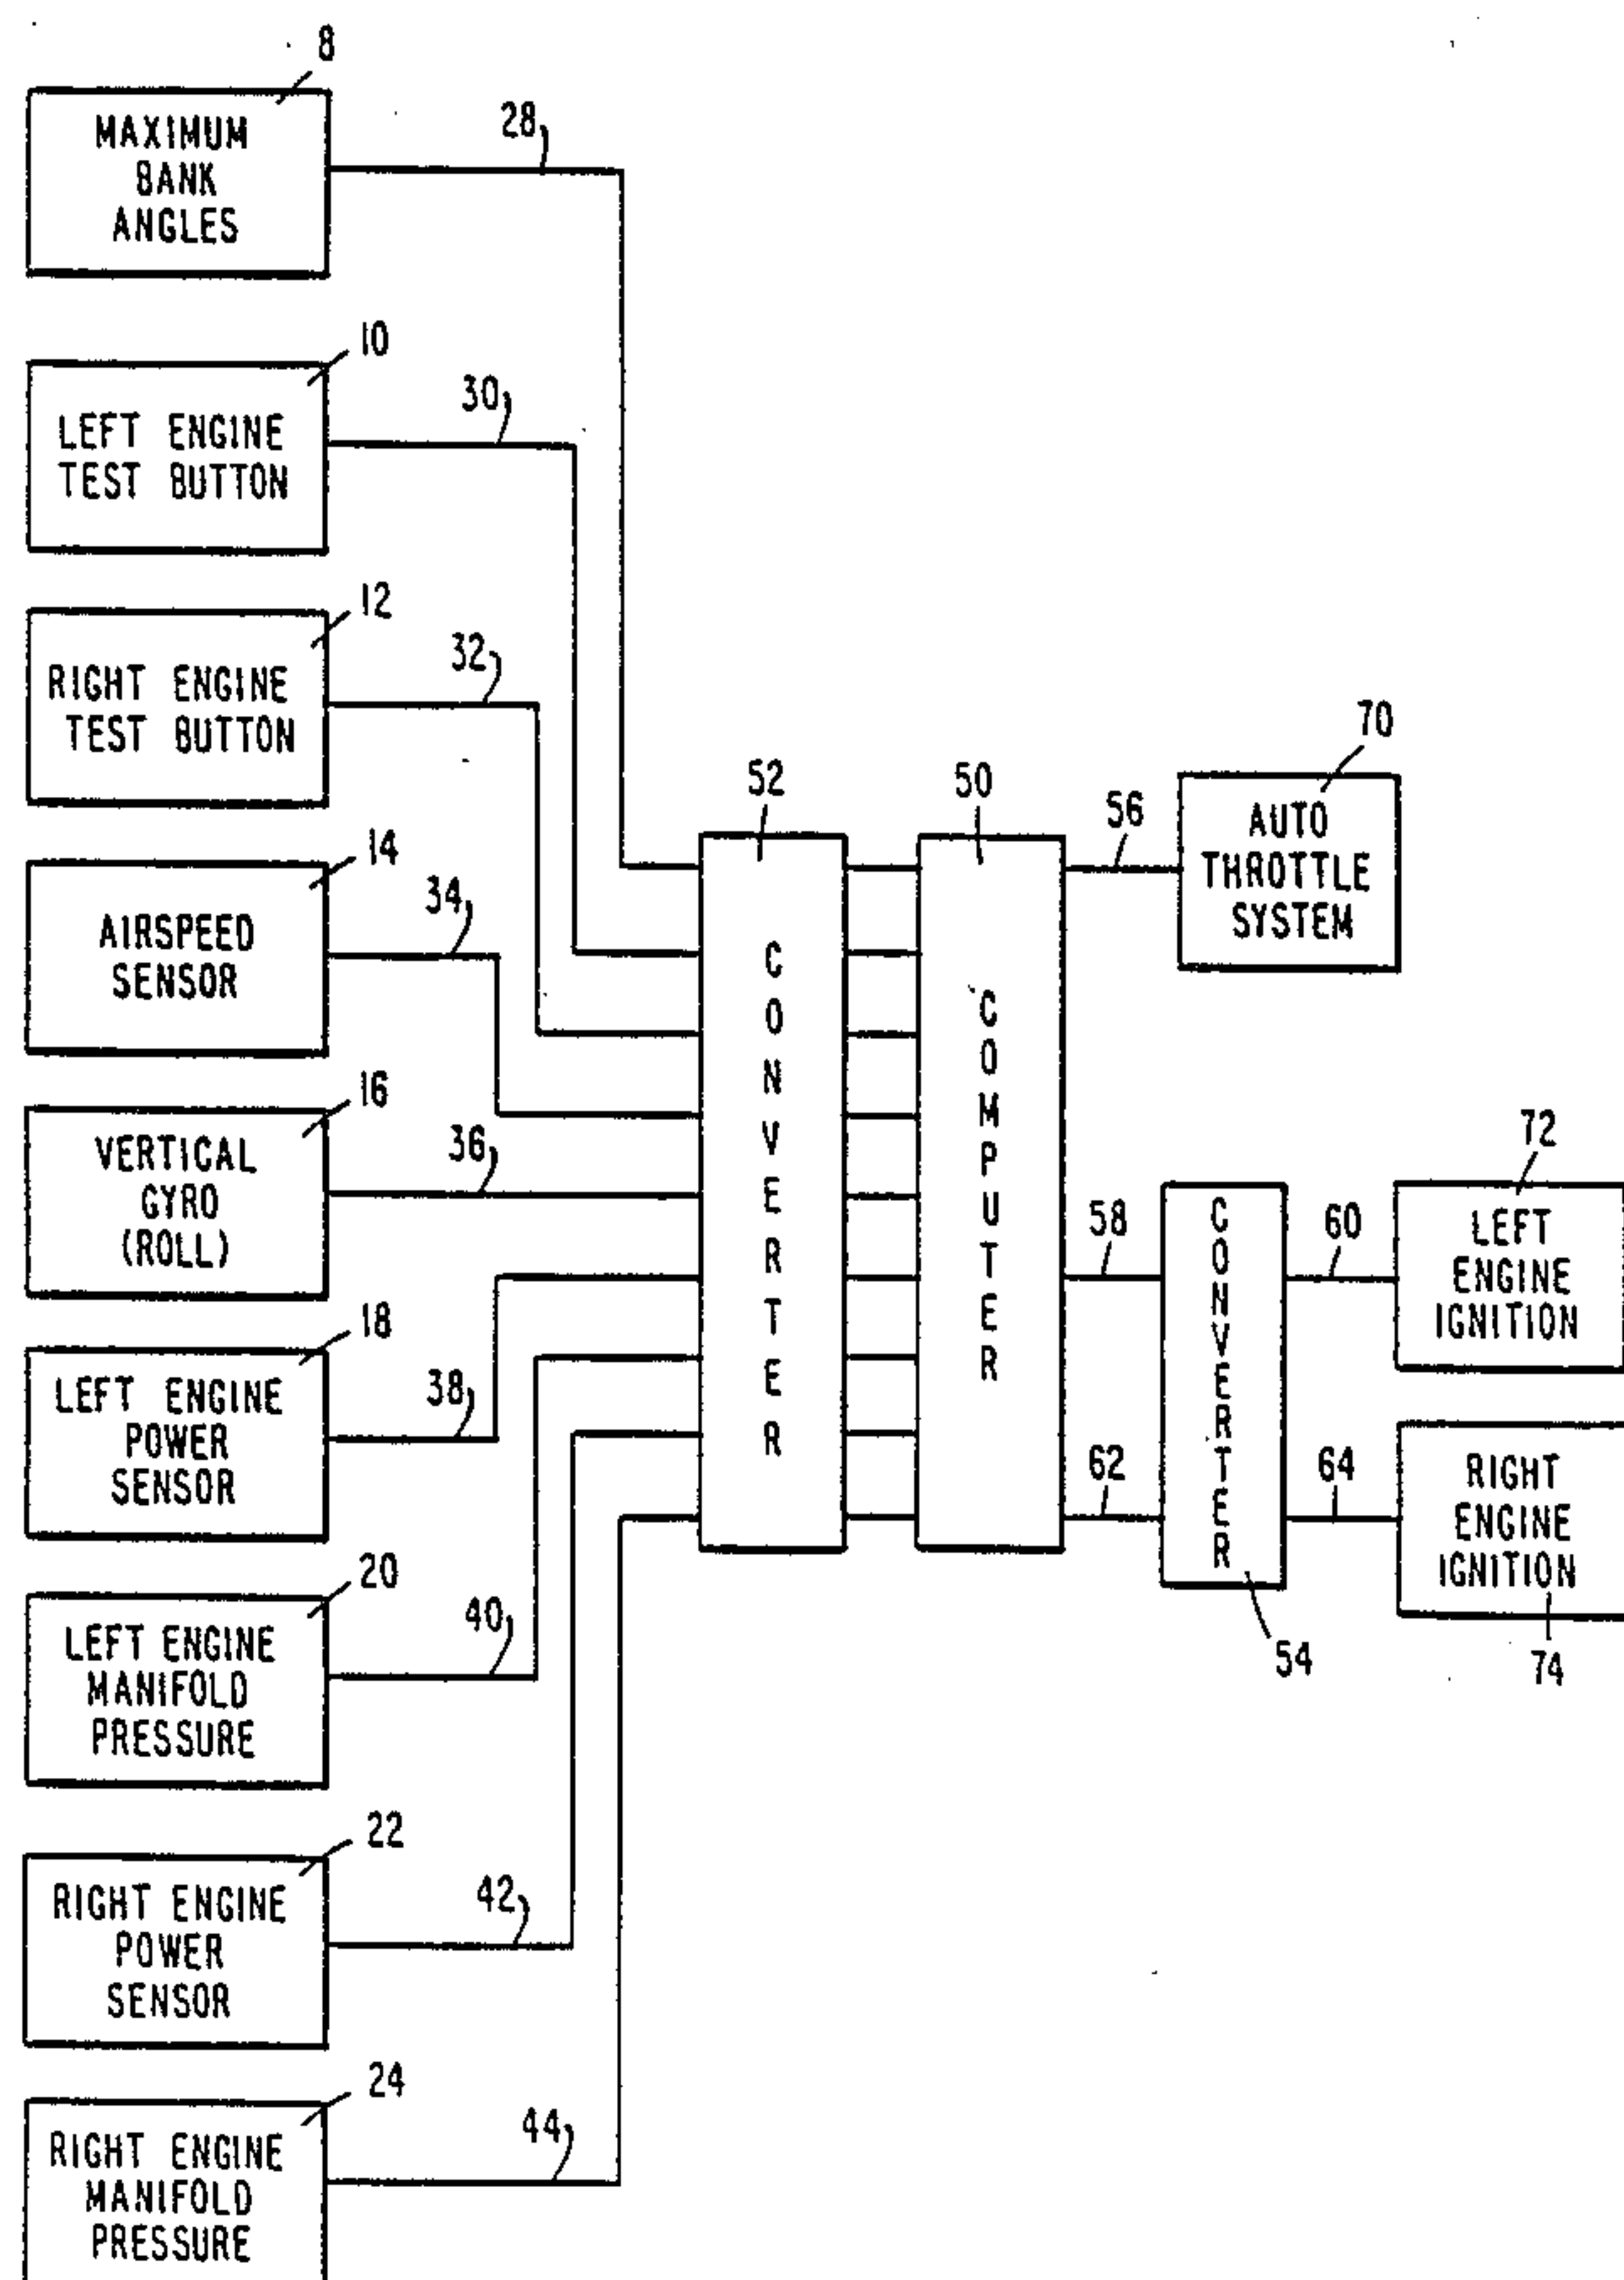 8
MAXIMUM
BANK
ANGLES
28
10
LEFT ENGINE
TEST BUTTON
30
12
RIGHT ENGINE
TEST BUTTON
32
14
AIRSPEED
SENSOR
34
16
VERTICAL
GYRO
(ROLL)
36
18
LEFT ENGINE
POWER
SENSOR
38
20
LEFT ENGINE
MANIFOLD
PRESSURE
40
22
RIGHT ENGINE
POWER
SENSOR
42
24
RIGHT ENGINE
MANIFOLD
PRESSURE
44
52
CONVERTER
50
COMPUTER
56
70
AUTO
THROTTLE
SYSTEM
58
62
CONVERTER
54
60
72
LEFT
ENGINE
IGNITION
64
RIGHT
ENGINE
IGNITION
74